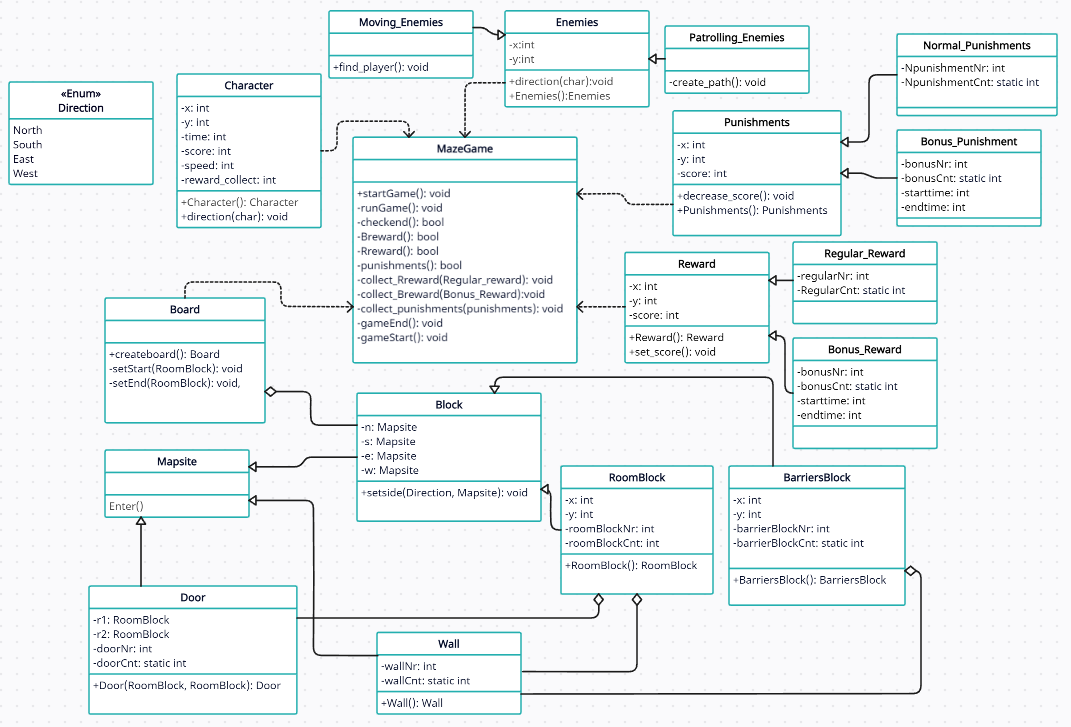 Moving_Enemies
+find_player(): void
Enemies
-x:int
-y:int
+direction(char):void
+Enemies():Enemies
Patrolling_Enemies
-create_path(): void
Normal_Punishments
-NpunishmentNr: int
-NpunishmentCnt: static int
«Enum»
Direction
North
South
East
West
Character
-x: int
-y: int
-time: int
-score: int
-speed: int
-reward_collect: int
+Character(): Character
+direction(char): void
MazeGame
+startGame(): void
-runGame(): void
-checkend(): bool
-Breward(): bool
-Rreward(): bool
-punishments(): bool
-collect_Rreward(Regular_reward): void
-collect_Breward(Bonus_Reward):void
-collect_punishments(punishments): void
-gameEnd(): void
-gameStart(): void
Punishments
-x: int
-y: int
-score: int
+decrease_score(): void
+Punishments(): Punishments
Bonus_Punishment
-bonusNr: int
-bonusCnt: static int
-starttime: int
-endtime: int
Reward
-x: int
-y: int
-score: int
+Reward(): Reward
+set_score(): void
Regular_Reward
-regularNr: int
-RegularCnt: static int
Bonus_Reward
-bonusNr: int
-bonusCnt: static int
-starttime: int
-endtime: int
Board
+createboard(): Board
-setStart(RoomBlock): void
-setEnd(RoomBlock): void,
Block
-n: Mapsite
-s: Mapsite
-e: Mapsite
-w: Mapsite
+setside(Direction, Mapsite): void
Mapsite
Enter()
RoomBlock
-x: int
-y: int
-roomBlockNr: int
-roomBlockCnt: int
+RoomBlock(): RoomBlock
BarriersBlock
-x: int
-y: int
-barrierBlockNr: int
-barrierBlockCnt: static int
+BarriersBlock(): BarriersBlock
Door
-r1: RoomBlock
-r2: RoomBlock
-doorNr: int
-doorCnt: static int
+Door(RoomBlock, RoomBlock): Door
Wall
-wallNr: int
-wallCnt: static int
+Wall(): Wall